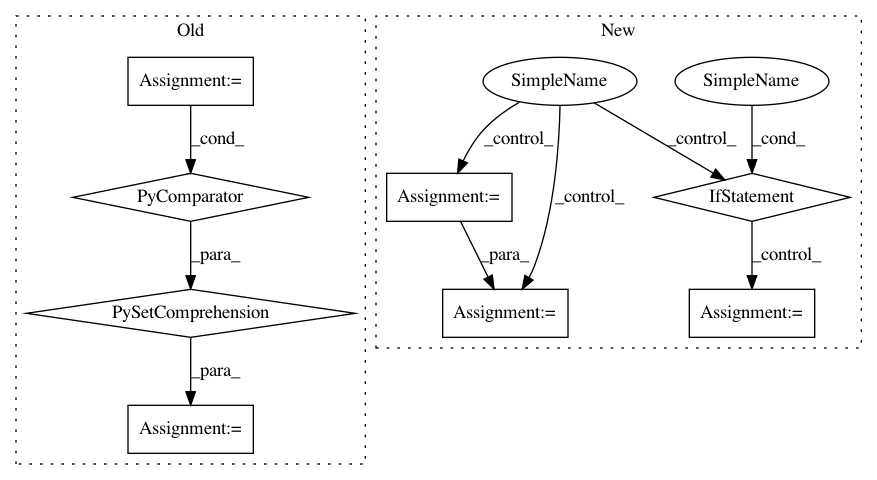 Old
New
Assignment:=
SimpleName
SimpleName
_cond_
_control_
_control_
_cond_
PyComparator
Assignment:=
_control_
IfStatement
_para_
_para_
_control_
PySetComprehension
Assignment:=
Assignment:=
_para_
Assignment:=